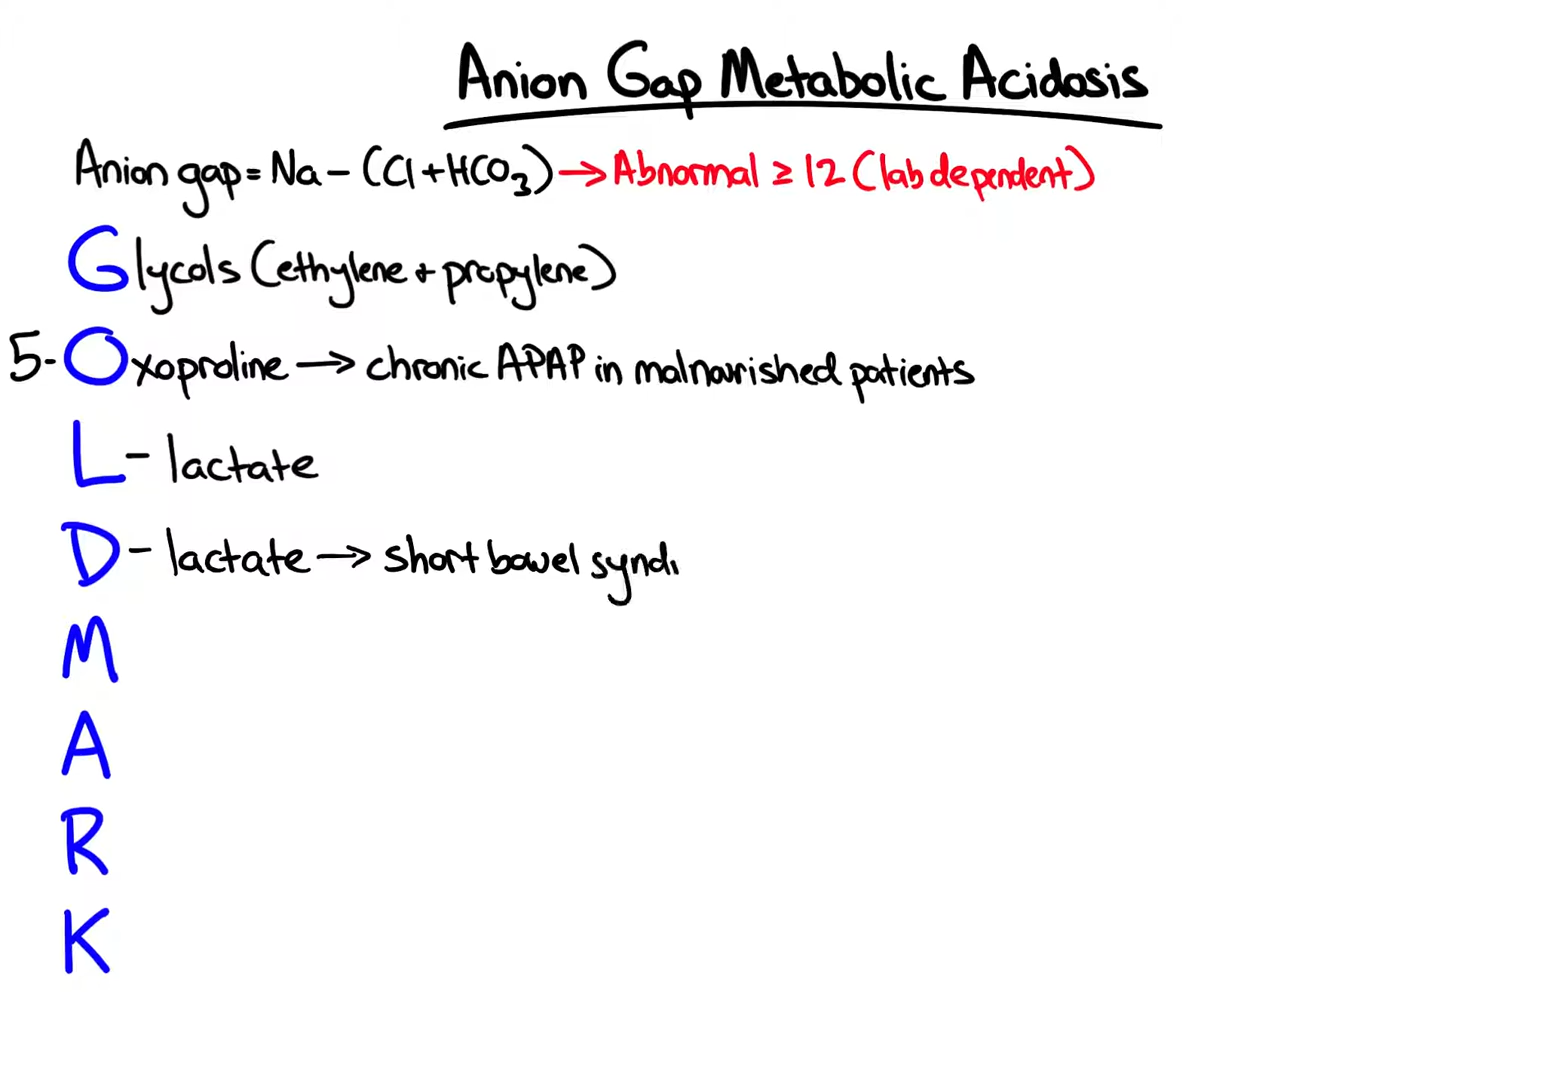 Anion Gap Metabolic Acidosis
Anion gap = Na - (Cl + HCO3) → Abnormal ≥ 12 (lab dependent)
Glycols (ethylene + propylene)
5-Oxoproline → chronic APAP in malnourished patients
L - lactate
D - lactate → short bowel synd
M
A
R
K